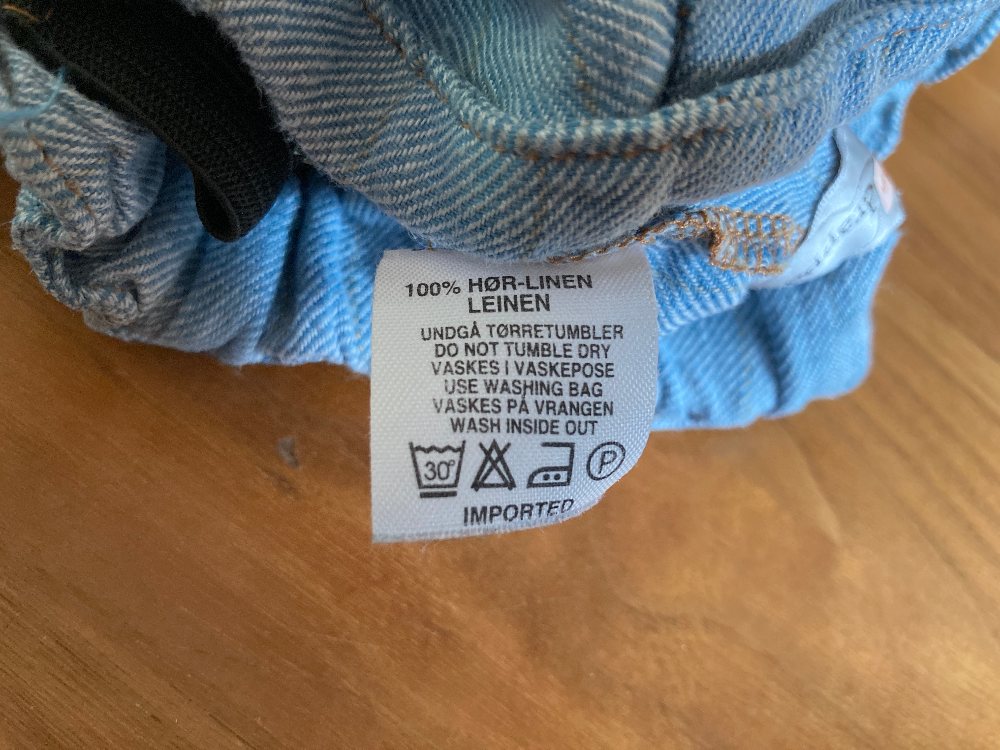 100% HØR-LINEN
LEINEN
UNDGÅ TØRRETUMBLER
DO NOT TUMBLE DRY
VASKES I VASKEPOSE
USE WASHING BAG
VASKES PÅ VRANGEN
WASH INSIDE OUT
30° P
IMPORTED